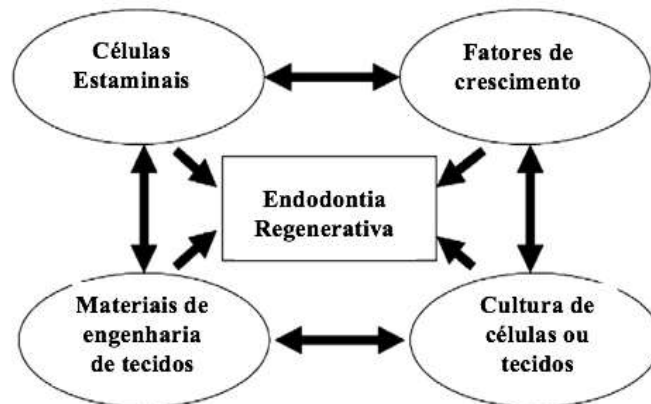 Células
Estaminais
Fatores de
crescimento
Endodontia
Regenerativa
Materiais de
engenharia
de tecidos
Cultura de
células ou
tecidos